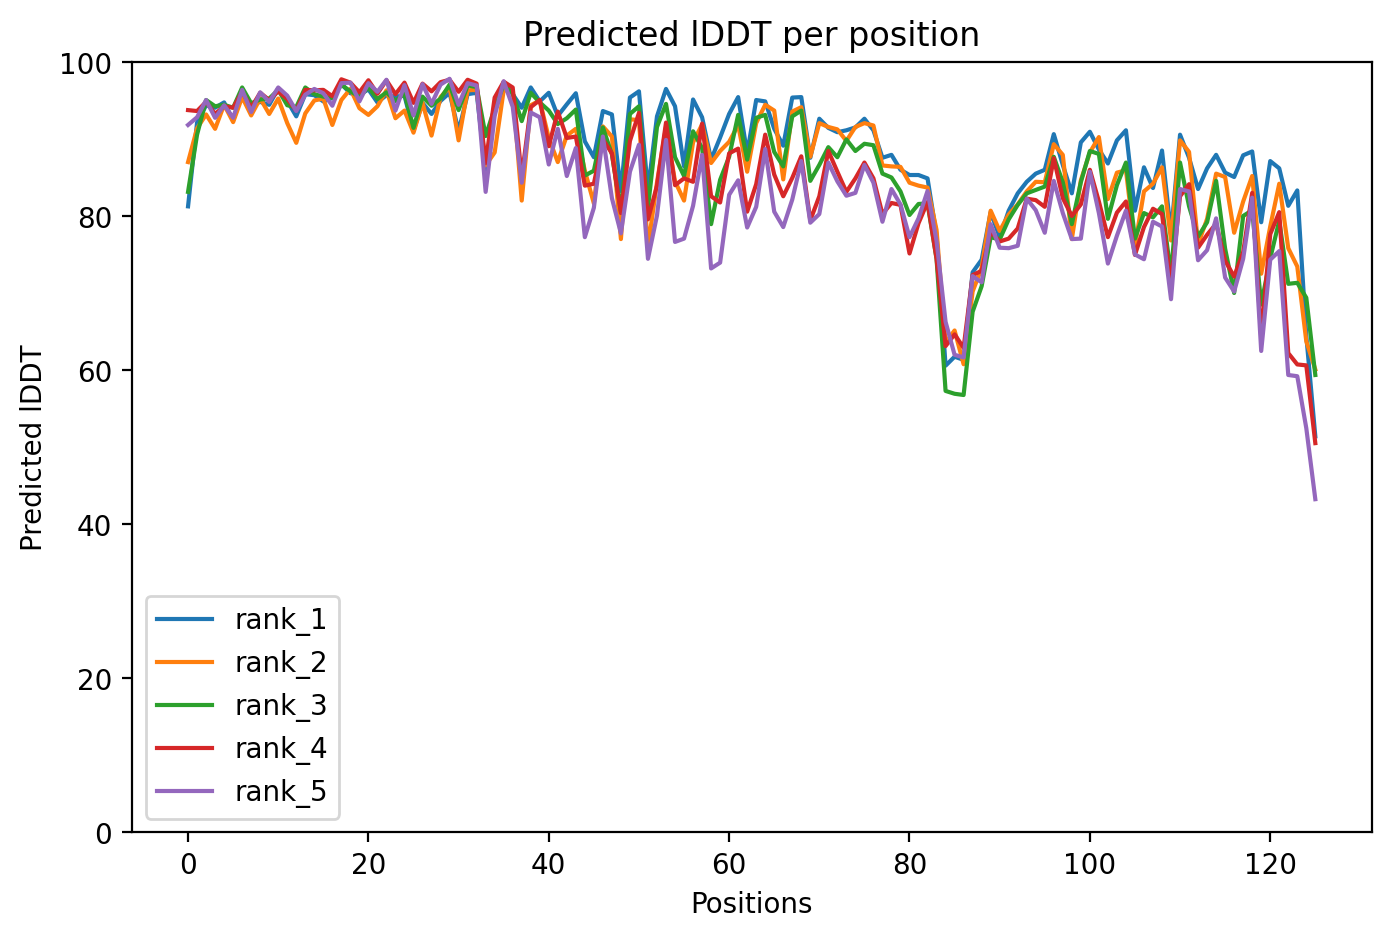 Predicted lDDT per position
100
80
60
40
20
0
Predicted lDDT
rank_1
rank_2
rank_3
rank_4
rank_5
0 20 40 60 80 100 120
Positions